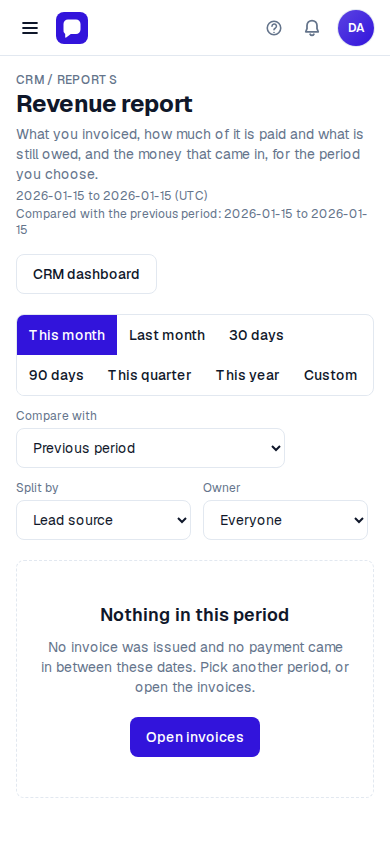 DA
CRM / REPORTS
Revenue report
What you invoiced, how much of it is paid and what is
still owed, and the money that came in, for the period
you choose.
2026-01-15 to 2026-01-15 (UTC)
Compared with the previous period: 2026-01-15 to 2026-01-
15
CRM dashboard
This month Last month 30 days
90 days This quarter This year Custom
Compare with
Previous period
Split by Owner
Lead source Everyone
Nothing in this period
No invoice was issued and no payment came
in between these dates. Pick another period, or
open the invoices.
Open invoices